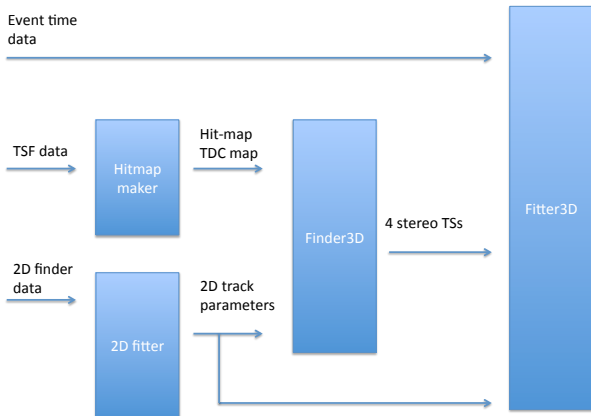 Event time
data
TSF data
Hitmap
maker
Hit-map
TDC map
Finder3D
4 stereo TSs
Fitter3D
2D finder
data
2D fitter
2D track
parameters